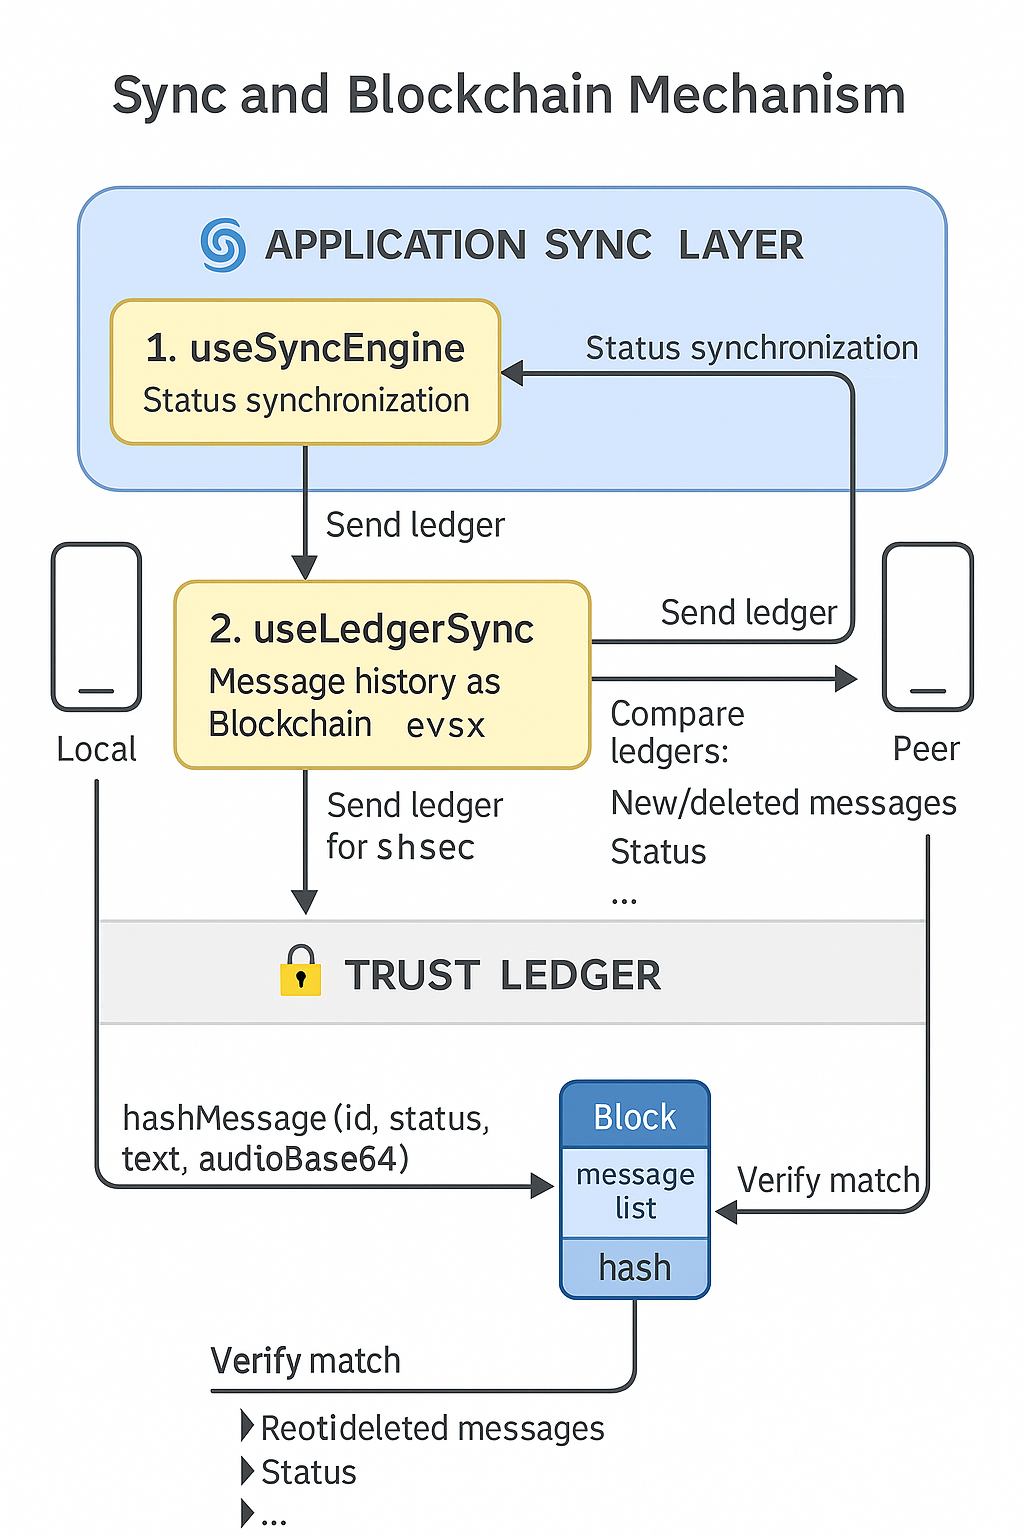 Sync and Blockchain Mechanism
APPLICATION SYNC LAYER
1. useSyncEngine
Status synchronization
Status synchronization
Send ledger
2. useLedgerSync
Message history as
Blockchain evsx
Send ledger
Local
Peer
Compare
ledgers:
New/deleted messages
Status
...
Send ledger
for shsec
TRUST LEDGER
hashMessage(id, status,
text, audioBase64)
Block
message
list
hash
Verify match
Verify match
Reotideleted messages
Status
...